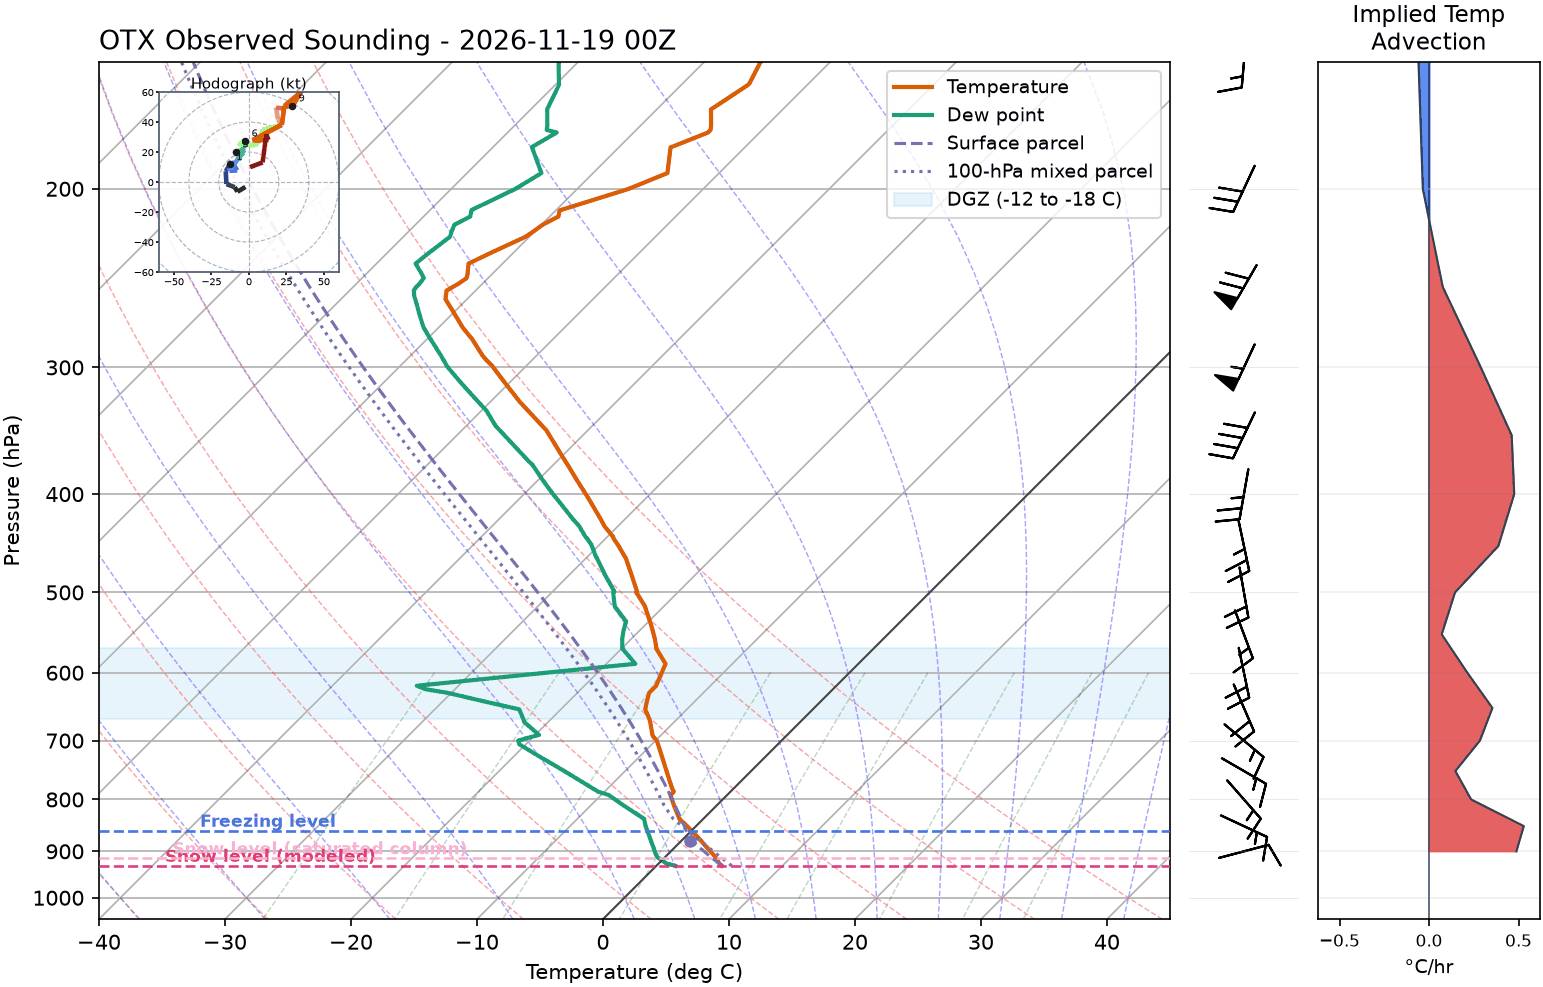 OTX Observed Sounding - 2026-11-19 00Z
Implied Temp
Advection
Hodograph (kt)
60
40
20
0
−20
−40
−60
−50
−25
0
25
50
6
9
Temperature
Dew point
Surface parcel
100-hPa mixed parcel
DGZ (-12 to -18 C)
Pressure (hPa)
200
300
400
500
600
700
800
900
1000
Freezing level
Snow level (saturated column)
Snow level (modeled)
−40
−30
−20
−10
0
10
20
30
40
Temperature (deg C)
−0.5
0.0
0.5
°C/hr